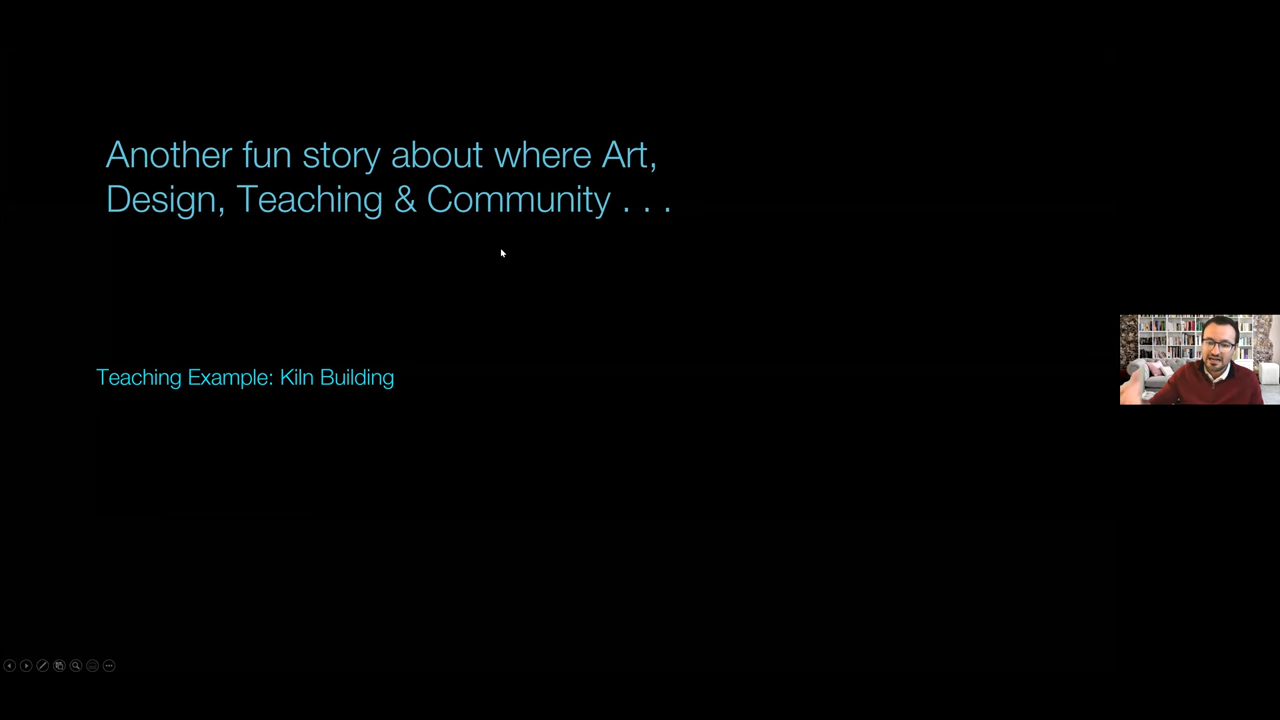 Another fun story about where Art,
Design, Teaching & Community . . .
Teaching Example: Kiln Building